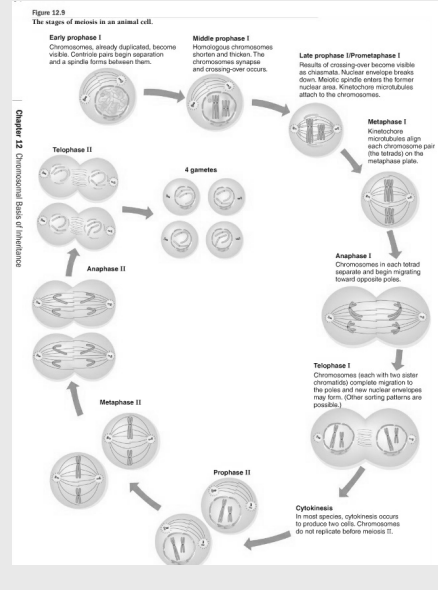 Figure 12.9
The stages of meiosis in an animal cell.
Early prophase I
Chromosomes, already duplicated, become
visible. Centriole pairs begin separation
and a spindle forms between them.
Middle prophase I
Homologous chromosomes
shorten and thicken. The
chromosomes synapse
and crossing-over occurs.
Late prophase I/Prometaphase I
Results of crossing-over become visible
as chiasmata. Nuclear envelope breaks
down. Meiotic spindle enters the former
nuclear area. Kinetochore microtubules
attach to the chromosomes.
Metaphase I
Kinetochore
microtubules align
each chromosome pair
(the tetrads) on the
metaphase plate.
Anaphase I
Chromosomes in each tetrad
separate and begin migrating
toward opposite poles.
Telophase I
Chromosomes (each with two sister
chromatids) complete migration to
the poles and new nuclear envelopes
may form. (Other sorting patterns are
possible.)
Cytokinesis
In most species, cytokinesis occurs
to produce two cells. Chromosomes
do not replicate before meiosis II.
Prophase II
Metaphase II
Anaphase II
Telophase II
4 gametes
Chapter 12 Chromosomal Basis of Inheritance